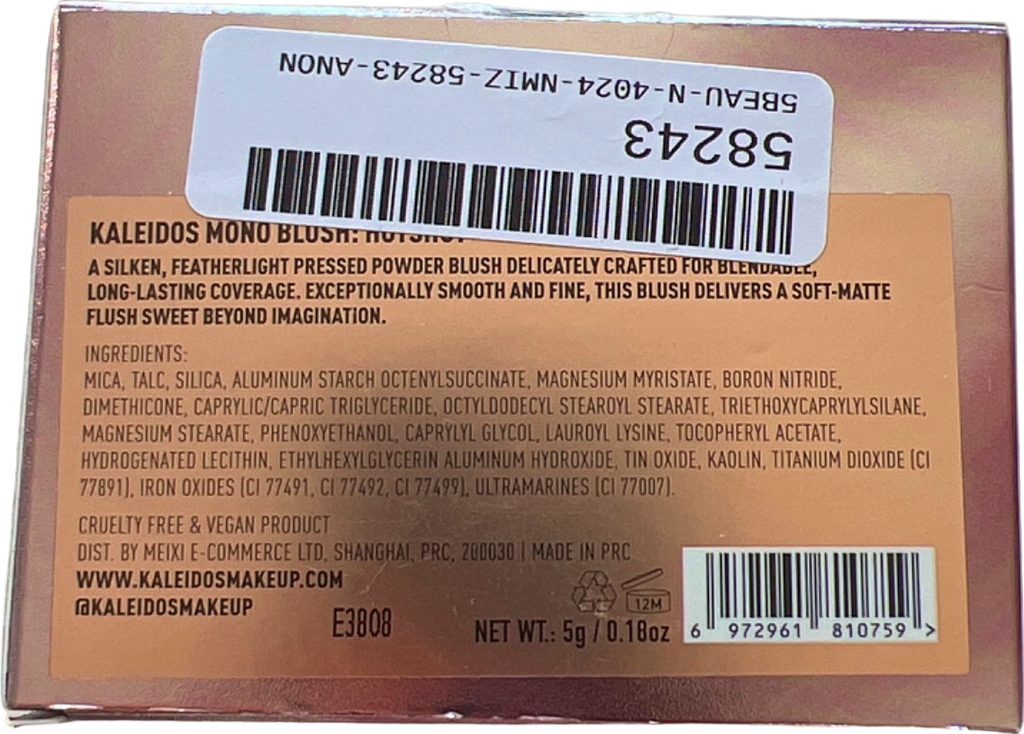 5BEAU-N-4024-NMIZ-58243-ANON
58243
KALEIDOS MONO BLUSH: HOTSHOT
A SILKEN, FEATHERLIGHT PRESSED POWDER BLUSH DELICATELY CRAFTED FOR BLENDABLE,
LONG-LASTING COVERAGE. EXCEPTIONALLY SMOOTH AND FINE, THIS BLUSH DELIVERS A SOFT-MATTE
FLUSH SWEET BEYOND IMAGINATION.
INGREDIENTS:
MICA, TALC, SILICA, ALUMINUM STARCH OCTENYLSUCCINATE, MAGNESIUM MYRISTATE, BORON NITRIDE,
DIMETHICONE, CAPRYLIC/CAPRIC TRIGLYCERIDE, OCTYLDODECYL STEAROYL STEARATE, TRIETHOXYCAPRYLYLSILANE,
MAGNESIUM STEARATE, PHENOXYETHANOL, CAPRYLYL GLYCOL, LAUROYL LYSINE, TOCOPHERYL ACETATE,
HYDROGENATED LECITHIN, ETHYLHEXYLGLYCERIN ALUMINUM HYDROXIDE, TIN OXIDE, KAOLIN, TITANIUM DIOXIDE (CI
77891), IRON OXIDES (CI 77491, CI 77492, CI 77499), ULTRAMARINES (CI 77007).
CRUELTY FREE & VEGAN PRODUCT
DIST. BY MEIXI E-COMMERCE LTD. SHANGHAI, PRC, 200030 | MADE IN PRC
WWW.KALEIDOSMAKEUP.COM
@KALEIDOSMAKEUP
E3808
NET WT.: 5g / 0.18oz
12M
6 972961 810759 >